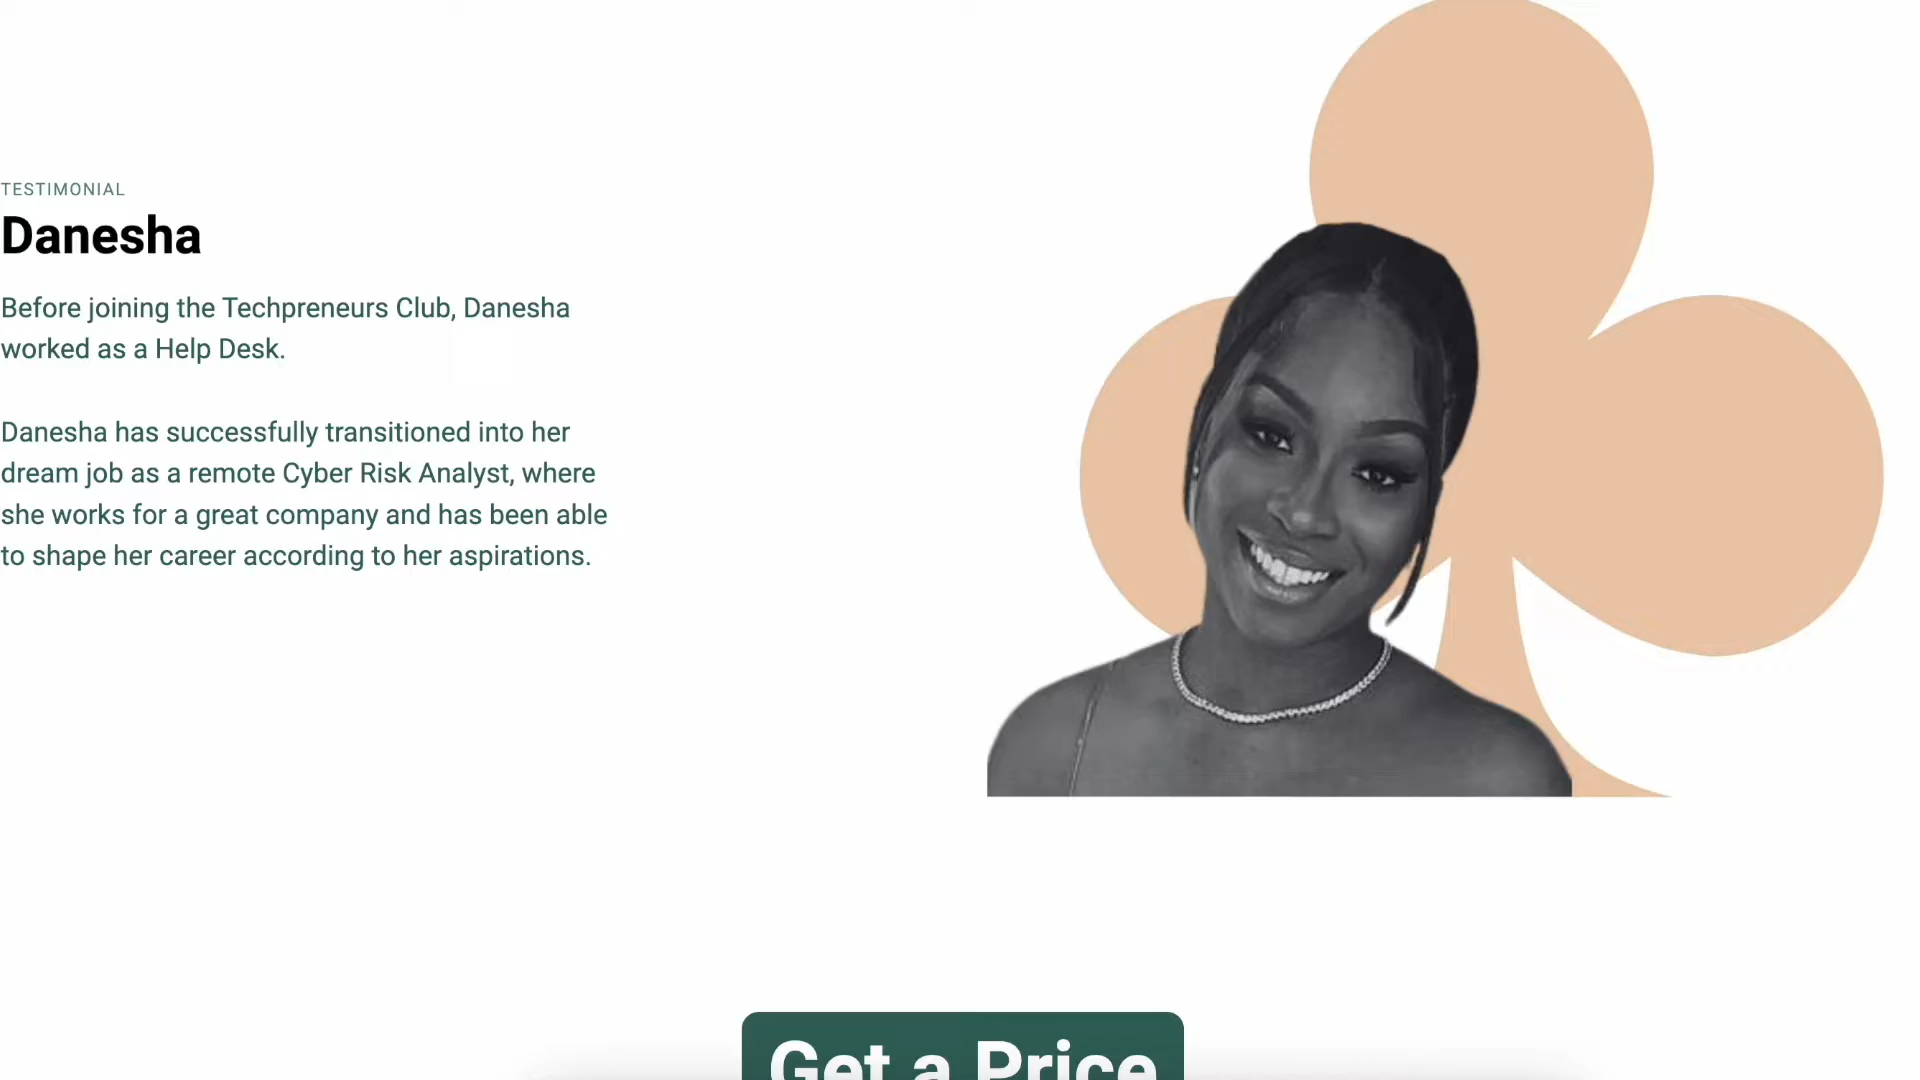 TESTIMONIAL
Danesha
Before joining the Techpreneurs Club, Danesha
worked as a Help Desk.
Danesha has successfully transitioned into her
dream job as a remote Cyber Risk Analyst, where
she works for a great company and has been able
to shape her career according to her aspirations.
Get a Price